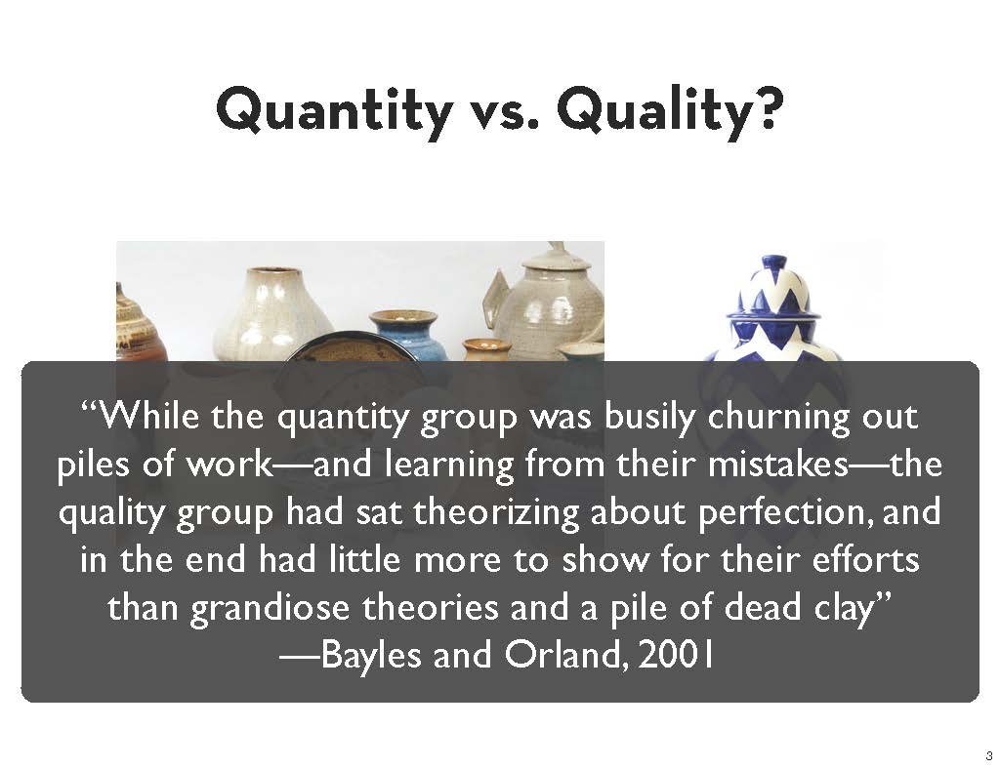 Quantity vs. Quality?
“While the quantity group was busily churning out
piles of work—and learning from their mistakes—the
quality group had sat theorizing about perfection, and
in the end had little more to show for their efforts
than grandiose theories and a pile of dead clay”
—Bayles and Orland, 2001
3